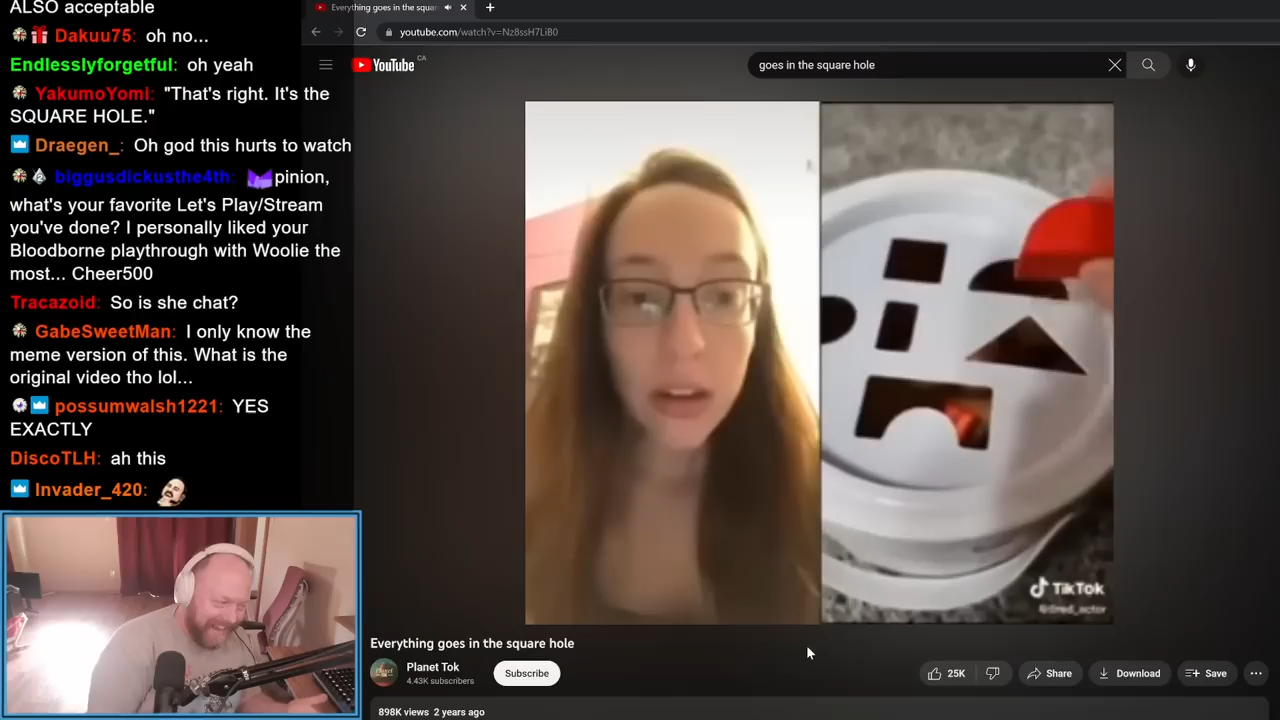 ALSO acceptable
Dakuu75: oh no...
Endlesslyforgetful: oh yeah
YakumoYomi: "That's right. It's the
SQUARE HOLE."
Draegen_: Oh god this hurts to watch
biggusdickusthe4th: pinion,
what's your favorite Let's Play/Stream
you've done? I personally liked your
Bloodborne playthrough with Woolie the
most... Cheer500
Tracazoid: So is she chat?
GabeSweetMan: I only know the
meme version of this. What is the
original video tho lol...
possumwalsh1221: YES
EXACTLY
DiscoTLH: ah this
Invader_420:
Everything goes in the squar
youtube.com/watch?v=Nz8ssH7LiB0
YouTube CA
goes in the square hole
TikTok
@tired_actor
Everything goes in the square hole
Planet Tok
4.43K subscribers
Subscribe
25K
Share
Download
Save
898K views 2 years ago